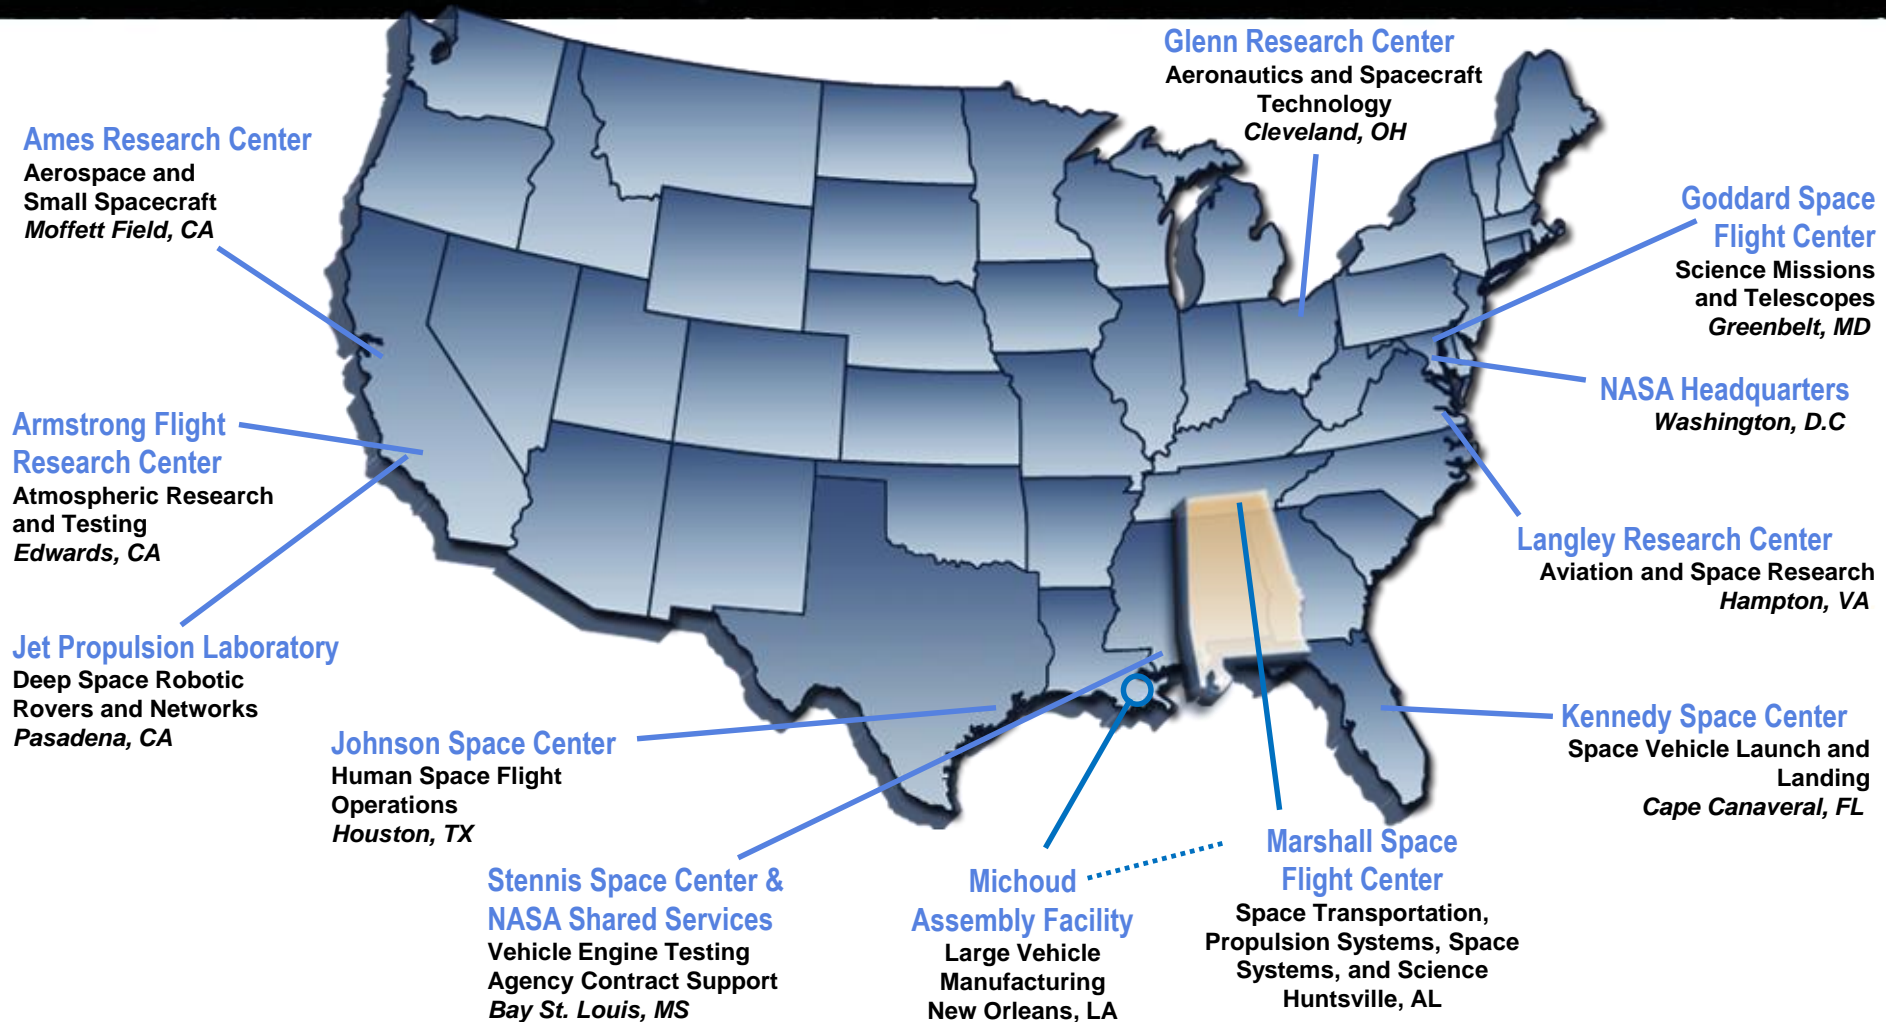 Glenn Research Center
Aeronautics and Spacecraft
Technology
Cleveland, OH
Ames Research Center
Aerospace and
Small Spacecraft
Moffett Field, CA
Goddard Space
Flight Center
Science Missions
and Telescopes
Greenbelt, MD
NASA Headquarters
Washington, D.C
Armstrong Flight
Research Center
Atmospheric Research
and Testing
Edwards, CA
Langley Research Center
Aviation and Space Research
Hampton, VA
Jet Propulsion Laboratory
Deep Space Robotic
Rovers and Networks
Pasadena, CA
Johnson Space Center
Human Space Flight
Operations
Houston, TX
Kennedy Space Center
Space Vehicle Launch and
Landing
Cape Canaveral, FL
Stennis Space Center &
NASA Shared Services
Vehicle Engine Testing
Agency Contract Support
Bay St. Louis, MS
Michoud
Assembly Facility
Large Vehicle
Manufacturing
New Orleans, LA
Marshall Space
Flight Center
Space Transportation,
Propulsion Systems, Space
Systems, and Science
Huntsville, AL